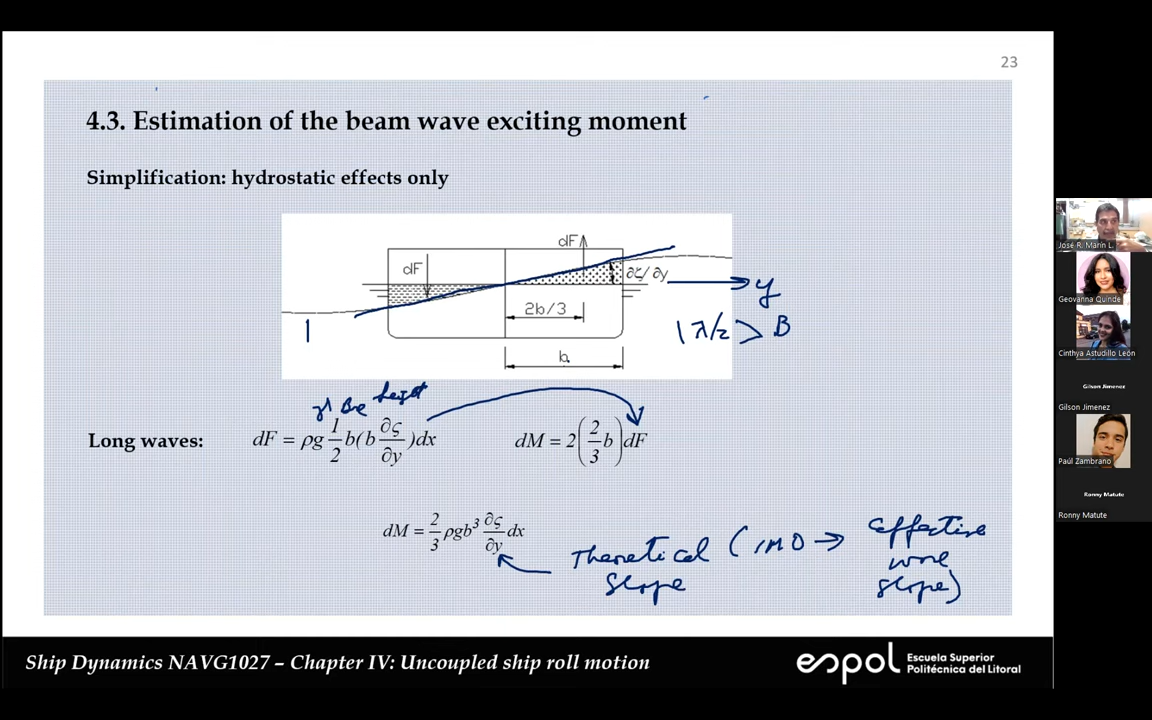 23
4.3. Estimation of the beam wave exciting moment
Simplification: hydrostatic effects only
dF
dF
∂ζ/∂y
y
2b/3
λ/2 > B
b
height
Long waves: dF = ρg 1/2 b(b ∂ς/∂y)dx
dM = 2(2/3 b)dF
dM = 2/3 ρgb³ ∂ς/∂y dx
Theretical (IMO → effective
slope
wave
slope)
Ship Dynamics NAVG1027 – Chapter IV: Uncoupled ship roll motion
espol
Escuela Superior
Politécnica del Litoral
José R. Marín L.
Geovanna Quinde
Cinthya Astudillo León
Gilson Jimenez
Gilson Jimenez
Paúl Zambrano
Ronny Matute
Ronny Matute